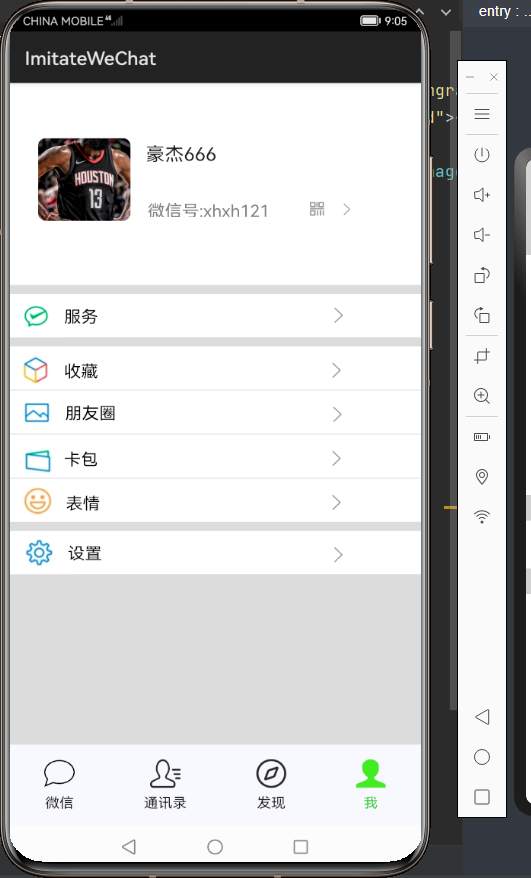 entry : ...
CHINA MOBILE 9:05
ImitateWeChat
HOUSTON
13
豪杰666
微信号:xhxh121
服务
收藏
朋友圈
卡包
表情
设置
微信
通讯录
发现
我